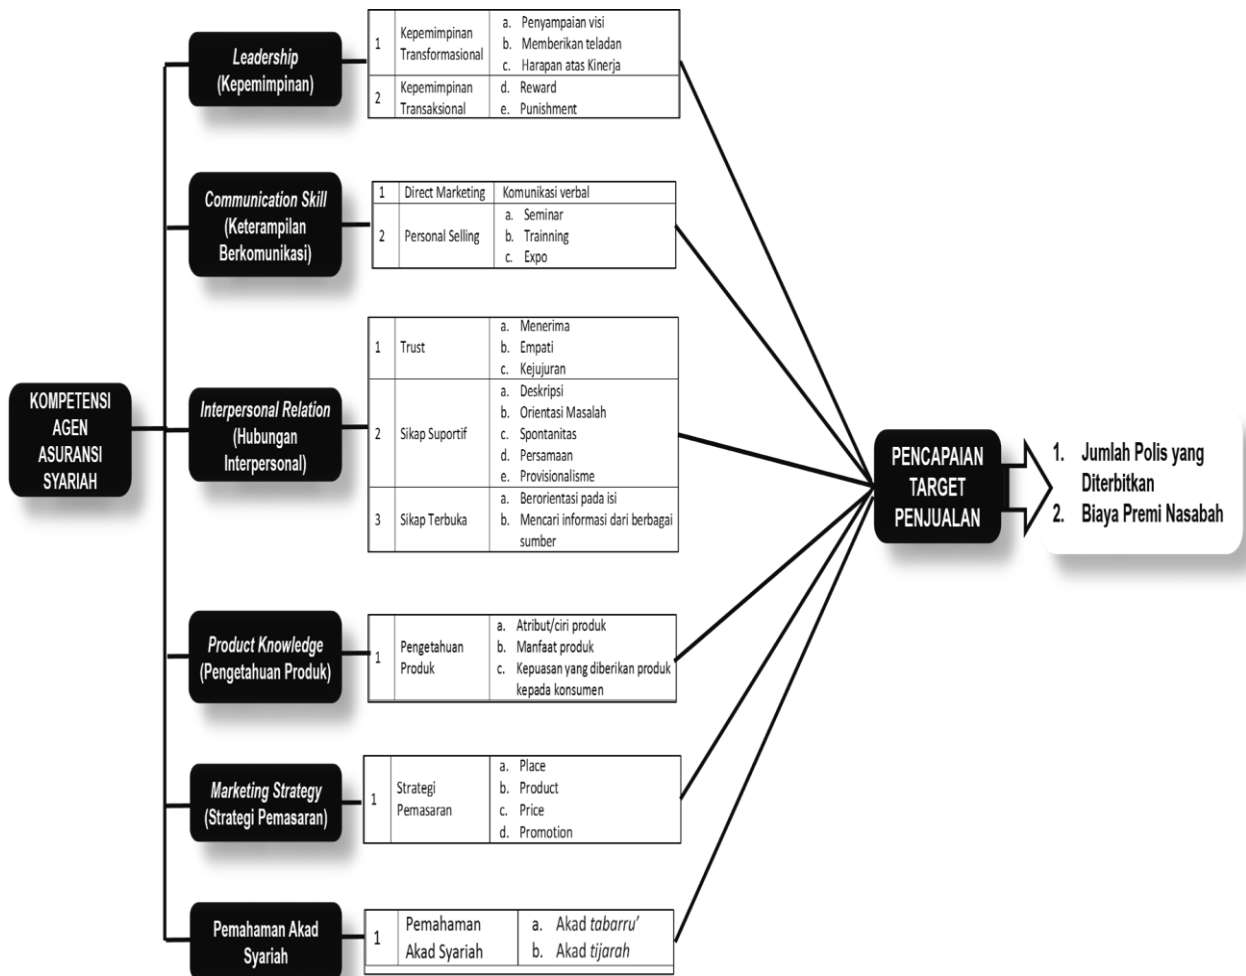 KOMPETENSI
AGEN
ASURANSI
SYARIAH
Leadership
(Kepemimpinan)
1 Kepemimpinan Transformasional
a. Penyampaian visi
b. Memberikan teladan
c. Harapan atas Kinerja
2 Kepemimpinan Transaksional
d. Reward
e. Punishment
Communication Skill
(Keterampilan
Berkomunikasi)
1 Direct Marketing Komunikasi verbal
2 Personal Selling
a. Seminar
b. Trainning
c. Expo
Interpersonal Relation
(Hubungan
Interpersonal)
1 Trust
a. Menerima
b. Empati
c. Kejujuran
2 Sikap Suportif
a. Deskripsi
b. Orientasi Masalah
c. Spontanitas
d. Persamaan
e. Provisionalisme
3 Sikap Terbuka
a. Berorientasi pada isi
b. Mencari informasi dari berbagai
sumber
Product Knowledge
(Pengetahuan Produk)
1 Pengetahuan
Produk
a. Atribut/ciri produk
b. Manfaat produk
c. Kepuasan yang diberikan produk
kepada konsumen
Marketing Strategy
(Strategi Pemasaran)
1 Strategi
Pemasaran
a. Place
b. Product
c. Price
d. Promotion
Pemahaman Akad
Syariah
1 Pemahaman
Akad Syariah
a. Akad tabarru’
b. Akad tijarah
PENCAPAIAN
TARGET
PENJUALAN
1. Jumlah Polis yang
Diterbitkan
2. Biaya Premi Nasabah